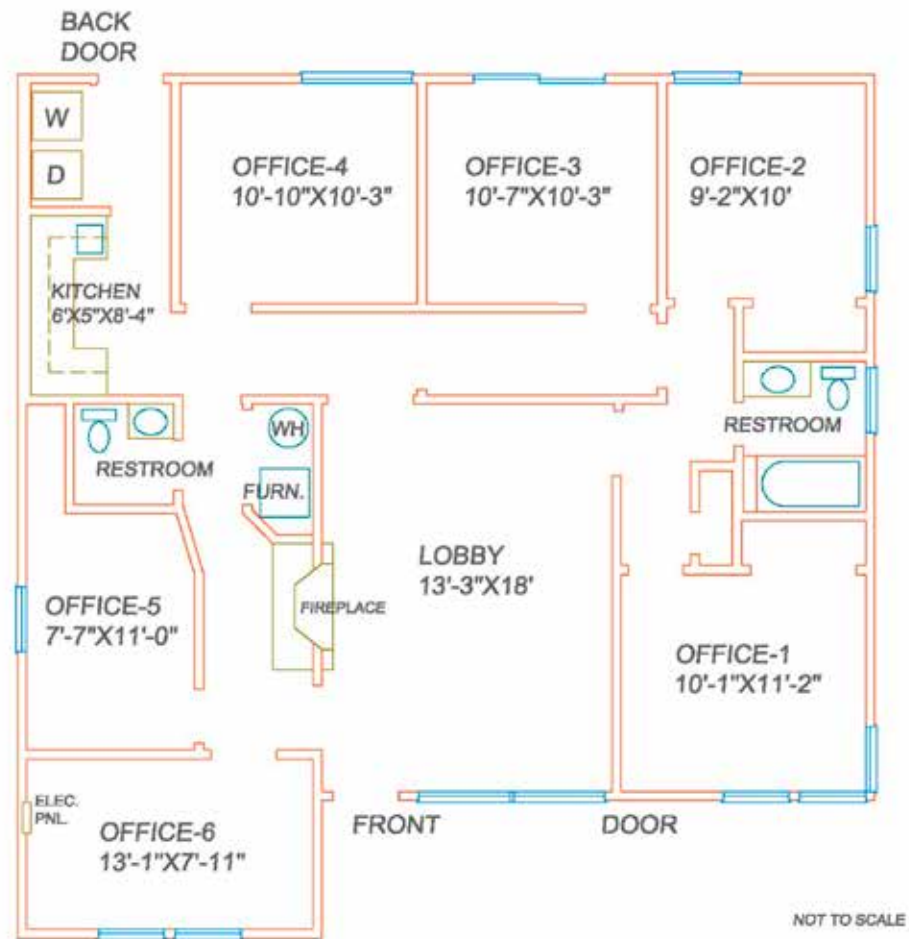 BACK
DOOR
W
D
OFFICE-4
10'-10"X10'-3"
OFFICE-3
10'-7"X10'-3"
OFFICE-2
9'-2"X10'
KITCHEN
6'X5"X8'-4"
WH
RESTROOM
FURN.
RESTROOM
LOBBY
13'-3"X18'
FIREPLACE
OFFICE-5
7'-7"X11'-0"
OFFICE-1
10'-1"X11'-2"
ELEC.
PNL.
OFFICE-6
13'-1"X7'-11"
FRONT DOOR
NOT TO SCALE